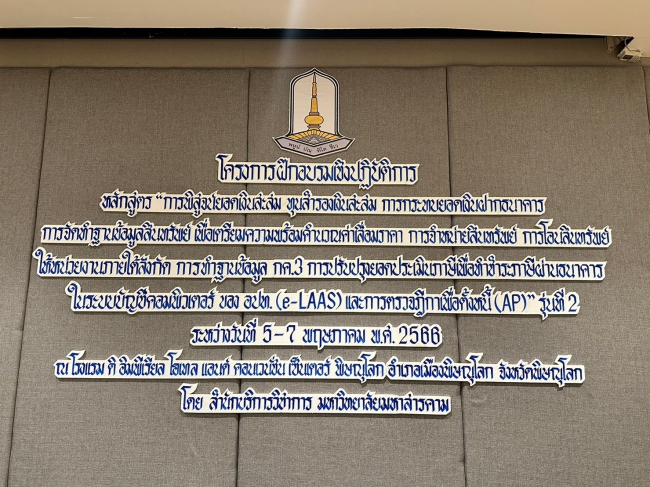 พหูนํ ปณฺฑิโต ชีเว
โครงการฝึกอบรมเชิงปฏิบัติการ
หลักสูตร “การพิสูจน์ยอดเงินสะสม ทุนสำรองเงินสะสม การกระทบยอดเงินฝากธนาคาร
การจัดทำฐานข้อมูลสินทรัพย์ เพื่อเตรียมความพร้อมคำนวณค่าเสื่อมราคา การจำหน่ายสินทรัพย์ การโอนสินทรัพย์
ให้หน่วยงานภายใต้สังกัด การทำฐานข้อมูล กค.3 การปรับปรุงยอดประเมินภาษีเพื่อทำชำระภาษีผ่านธนาคาร
ในระบบบัญชีคอมพิวเตอร์ ของ อปท. (e-LAAS) และการตรวจฎีกาเพื่อตั้งหนี้ (AP)” รุ่นที่ 2
ระหว่างวันที่ 5-7 พฤษภาคม พ.ศ. 2566
ณ โรงแรม ดิ อิมพีเรียล โฮเทล แอนด์ คอนเวนชั่น เซ็นเตอร์ พิษณุโลก อำเภอเมืองพิษณุโลก จังหวัดพิษณุโลก
โดย สำนักบริการวิชาการ มหาวิทยาลัยมหาสารคาม